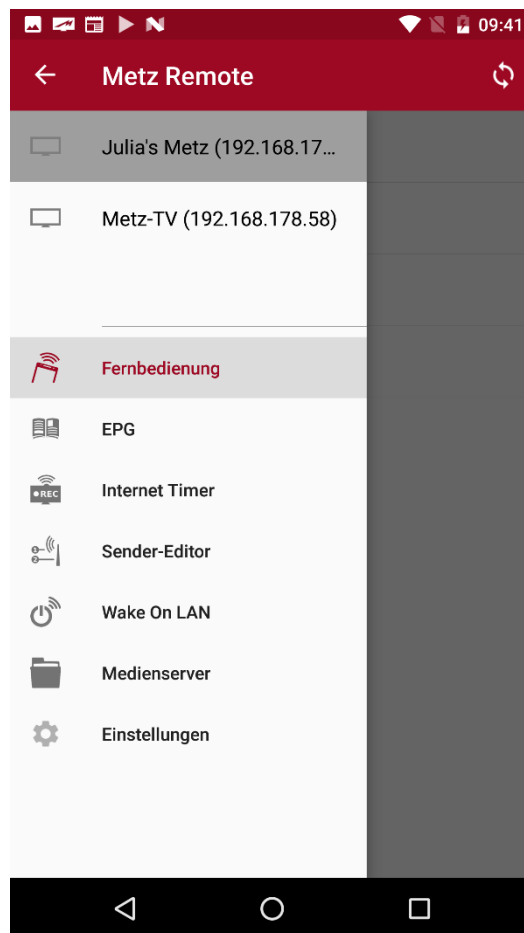 09:41
Metz Remote
Julia's Metz (192.168.17...
Metz-TV (192.168.178.58)
Fernbedienung
EPG
REC
Internet Timer
Sender-Editor
Wake On LAN
Medienserver
Einstellungen